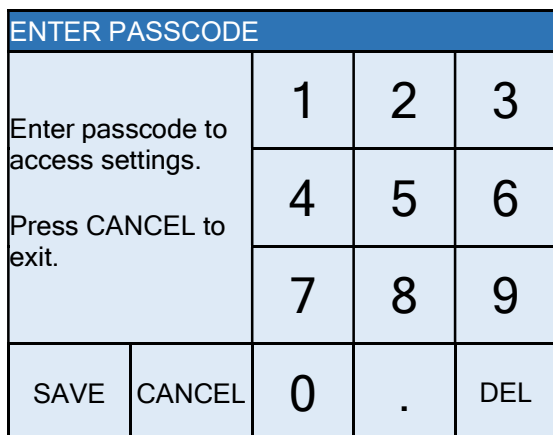 ENTER PASSCODE
Enter passcode to
access settings.
Press CANCEL to
exit.
1 2 3
4 5 6
7 8 9
SAVE CANCEL 0 . DEL